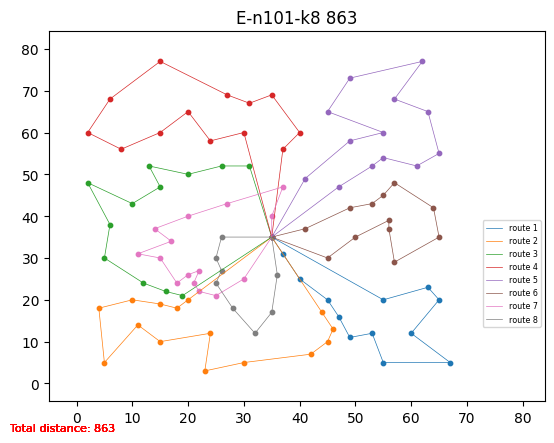 E-n101-k8 863
80
70
60
50
40
30
20
10
0
0 10 20 30 40 50 60 70 80
route 1
route 2
route 3
route 4
route 5
route 6
route 7
route 8
Total distance: 863